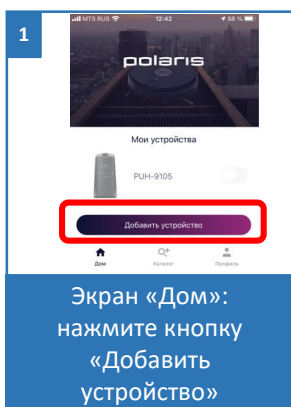 1
MTS RUS 12:42 88 %
polaris
Мои устройства
PUH-9105
Добавить устройство
Дом Каталог Профиль
Экран «Дом»:
нажмите кнопку
«Добавить
устройство»